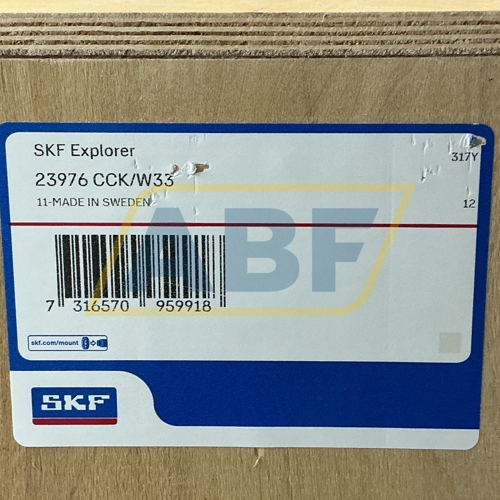 SKF Explorer
317Y
23976 CCK/W33
11-MADE IN SWEDEN
12
ABF
7 316570 959918
skf.com/mount
SKF